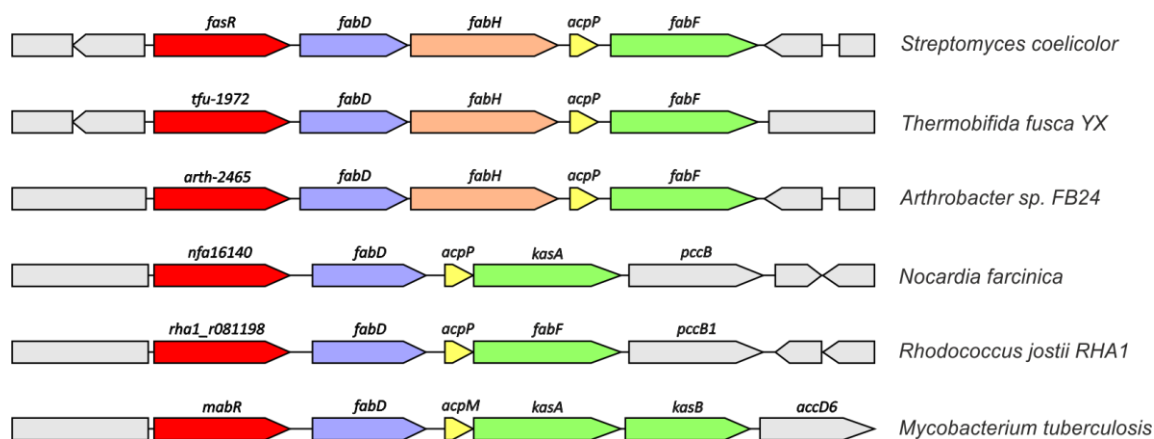 fasR fabD fabH acpP fabF
Streptomyces coelicolor
tfu-1972 fabD fabH acpP fabF
Thermobifida fusca YX
arth-2465 fabD fabH acpP fabF
Arthrobacter sp. FB24
nfa16140 fabD acpP kasA pccB
Nocardia farcinica
rha1_r081198 fabD acpP fabF pccB1
Rhodococcus jostii RHA1
mabR fabD acpM kasA kasB accD6
Mycobacterium tuberculosis